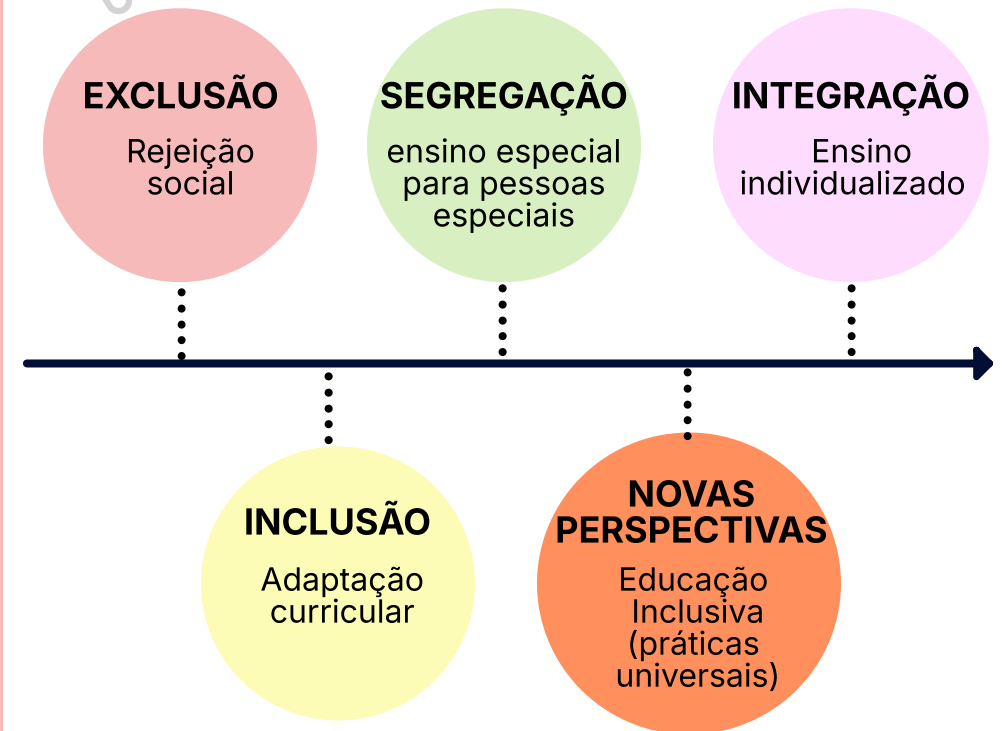 EXCLUSÃO
Rejeição
social
SEGREGAÇÃO
ensino especial
para pessoas
especiais
INTEGRAÇÃO
Ensino
individualizado
INCLUSÃO
Adaptação
curricular
NOVAS
PERSPECTIVAS
Educação
Inclusiva
(práticas
universais)